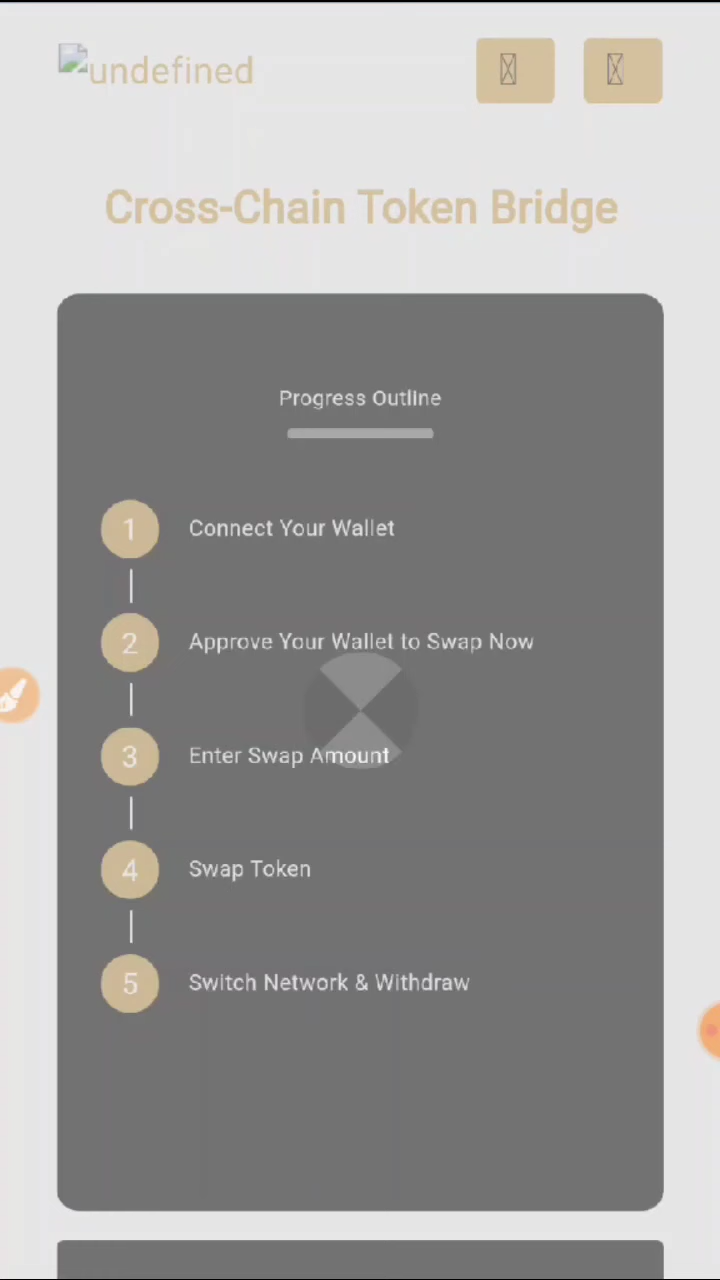 undefined
Cross-Chain Token Bridge
Progress Outline
1 Connect Your Wallet
2 Approve Your Wallet to Swap Now
3 Enter Swap Amount
4 Swap Token
5 Switch Network & Withdraw